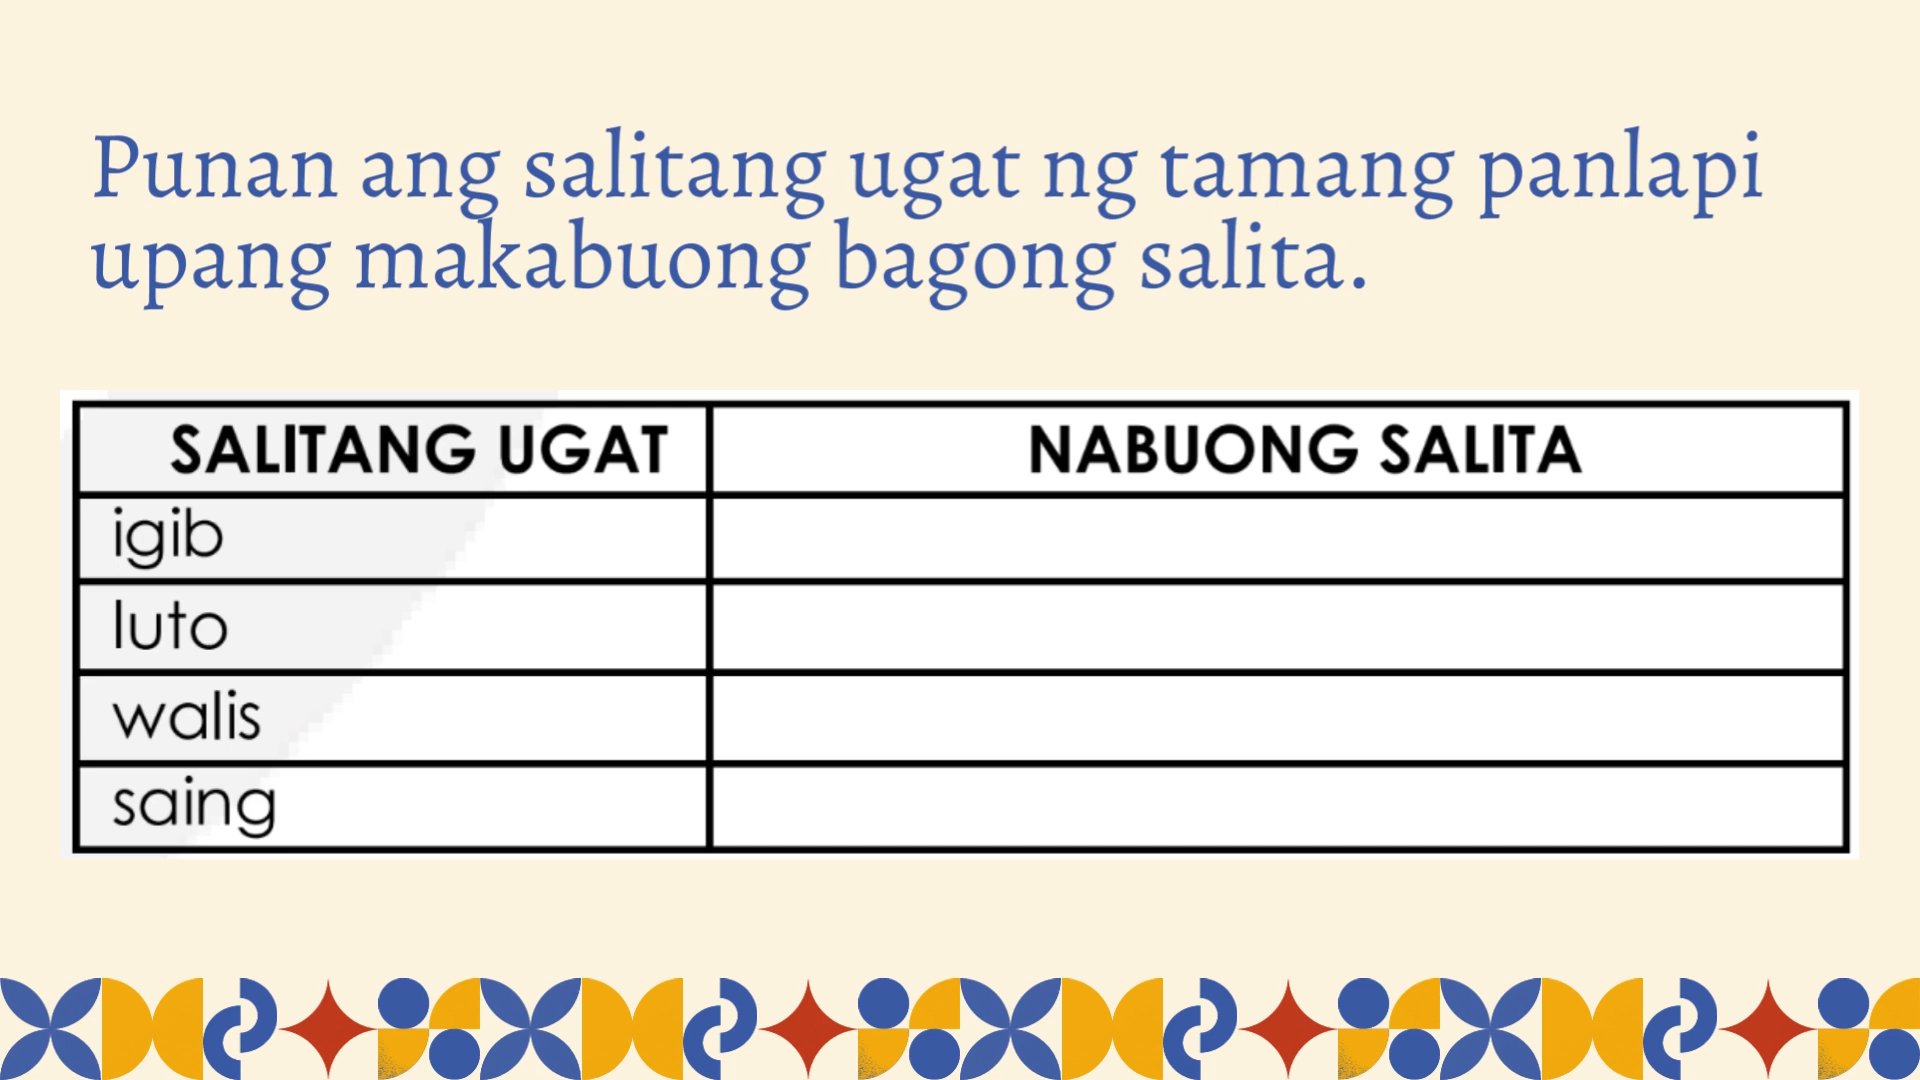 Punan ang salitang ugat ng tamang panlapi
upang makabuong bagong salita.
SALITANG UGAT NABUONG SALITA
igib
luto
walis
saing